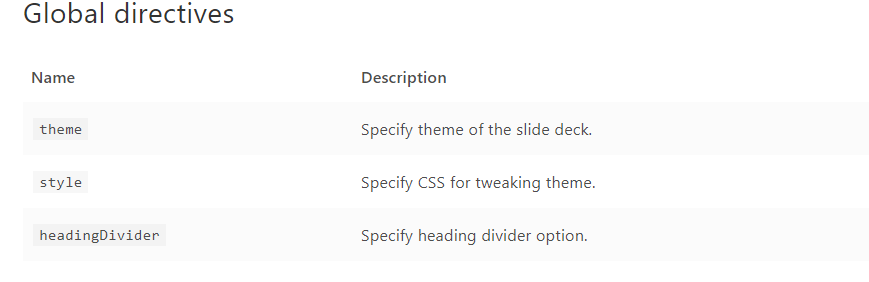 Global directives
Name Description
theme Specify theme of the slide deck.
style Specify CSS for tweaking theme.
headingDivider Specify heading divider option.